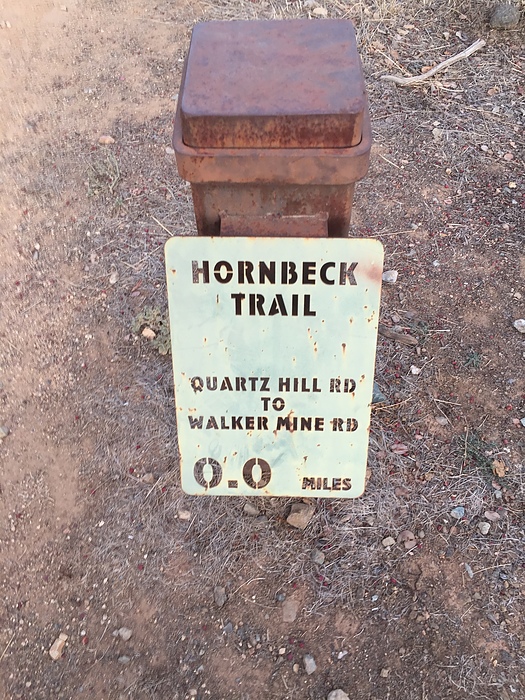 HORNBECK
TRAIL
QUARTZ HILL RD
TO
WALKER MINE RD
0.0 MILES